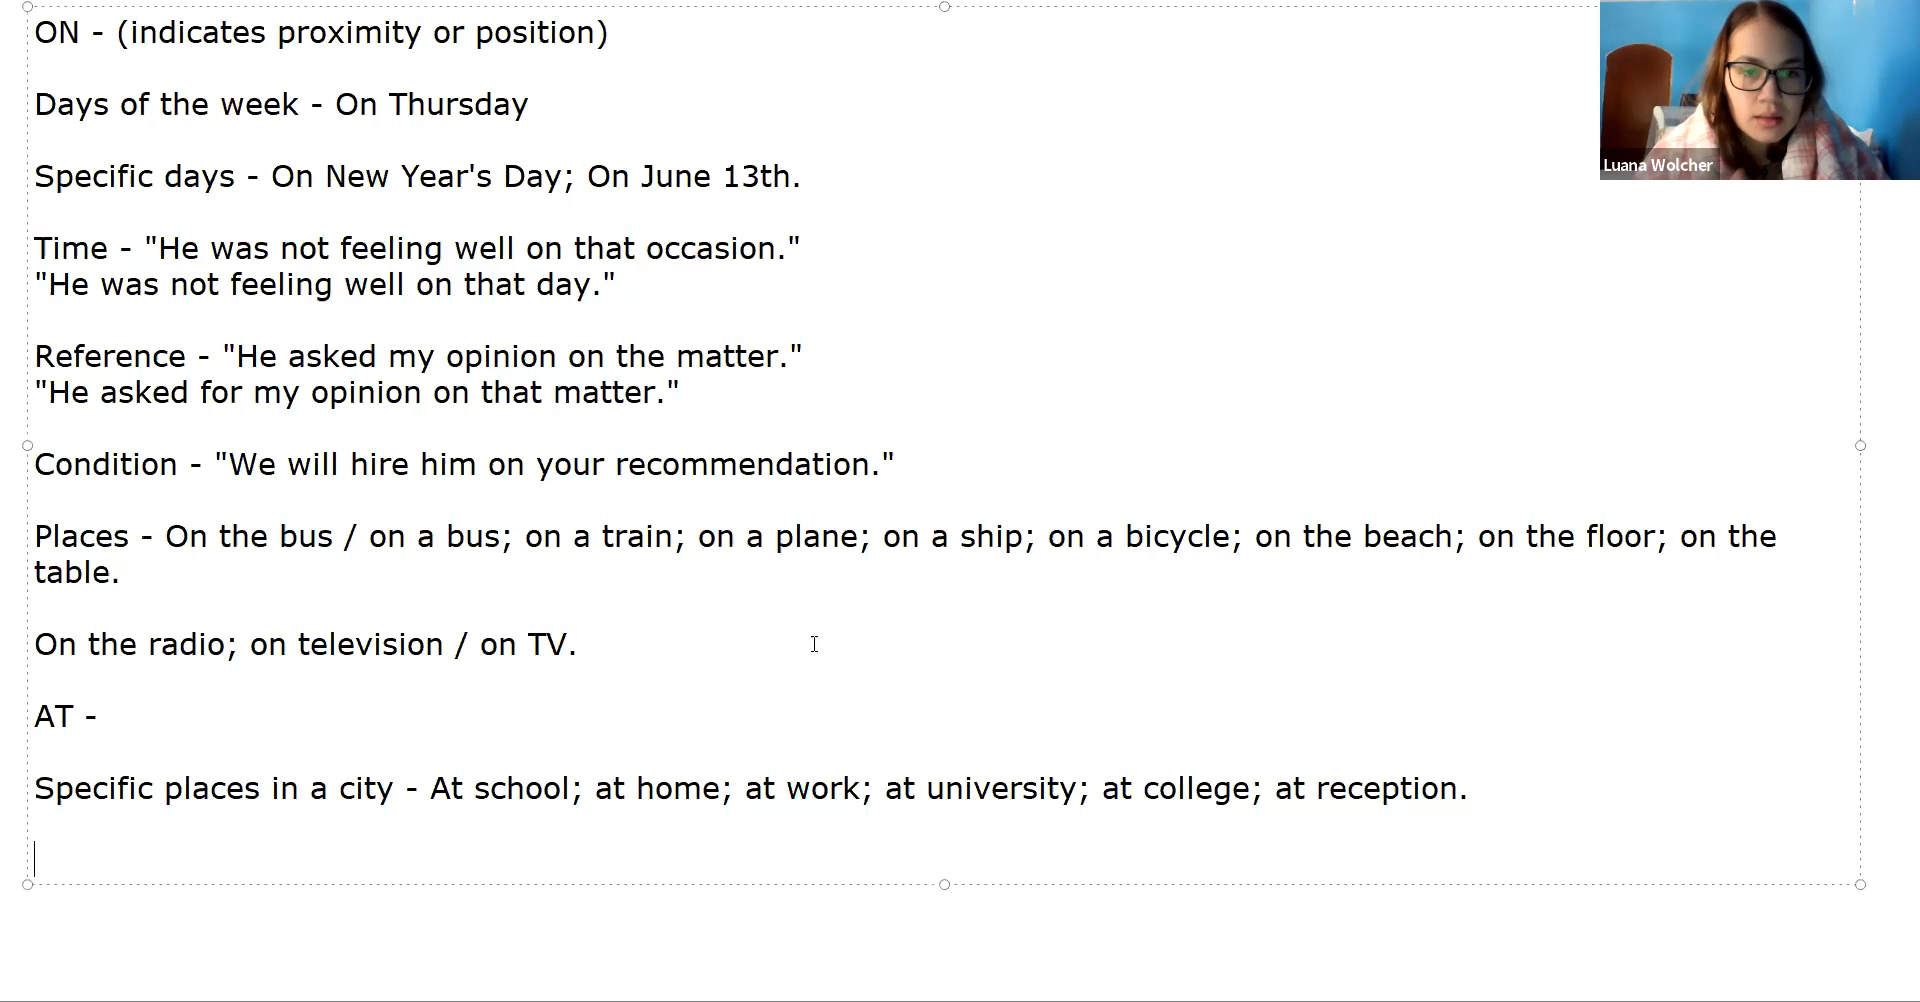 ON - (indicates proximity or position)
Days of the week - On Thursday
Specific days - On New Year's Day; On June 13th.
Time - "He was not feeling well on that occasion."
"He was not feeling well on that day."
Reference - "He asked my opinion on the matter."
"He asked for my opinion on that matter."
Condition - "We will hire him on your recommendation."
Places - On the bus / on a bus; on a train; on a plane; on a ship; on a bicycle; on the beach; on the floor; on the
table.
On the radio; on television / on TV.
AT -
Specific places in a city - At school; at home; at work; at university; at college; at reception.
Luana Wolcher